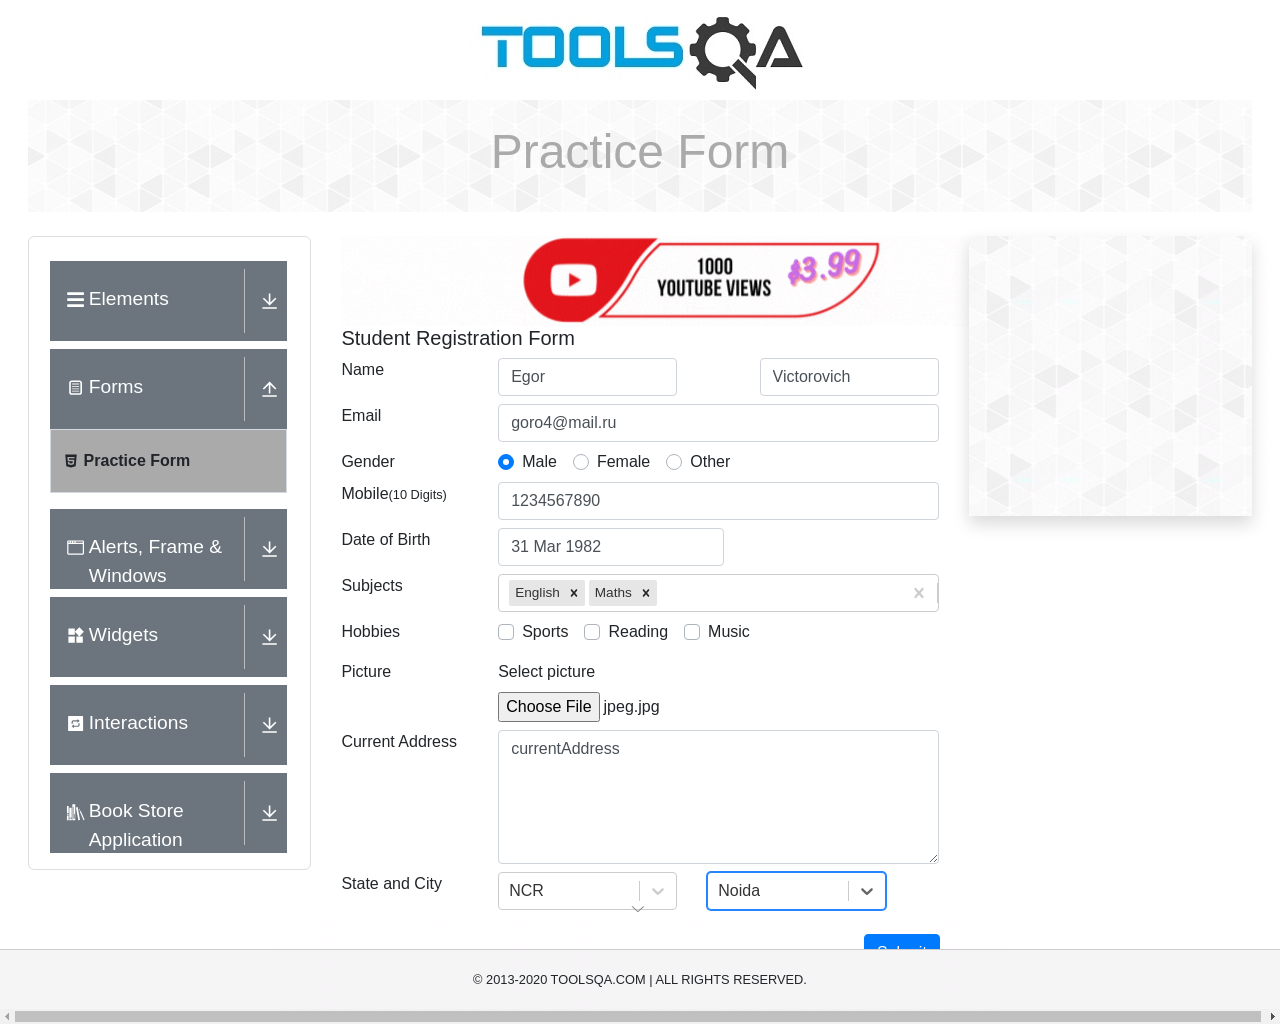 TOOLSQA
Practice Form
Elements
Forms
Practice Form
Alerts, Frame &
Windows
Widgets
Interactions
Book Store
Application
1000
YOUTUBE VIEWS
$3.99
Student Registration Form
Name
Egor
Victorovich
Email
goro4@mail.ru
Gender
Male
Female
Other
Mobile(10 Digits)
1234567890
Date of Birth
31 Mar 1982
Subjects
English
Maths
Hobbies
Sports
Reading
Music
Picture
Select picture
Choose File jpeg.jpg
Current Address
currentAddress
State and City
NCR
Noida
Submit
© 2013-2020 TOOLSQA.COM | ALL RIGHTS RESERVED.